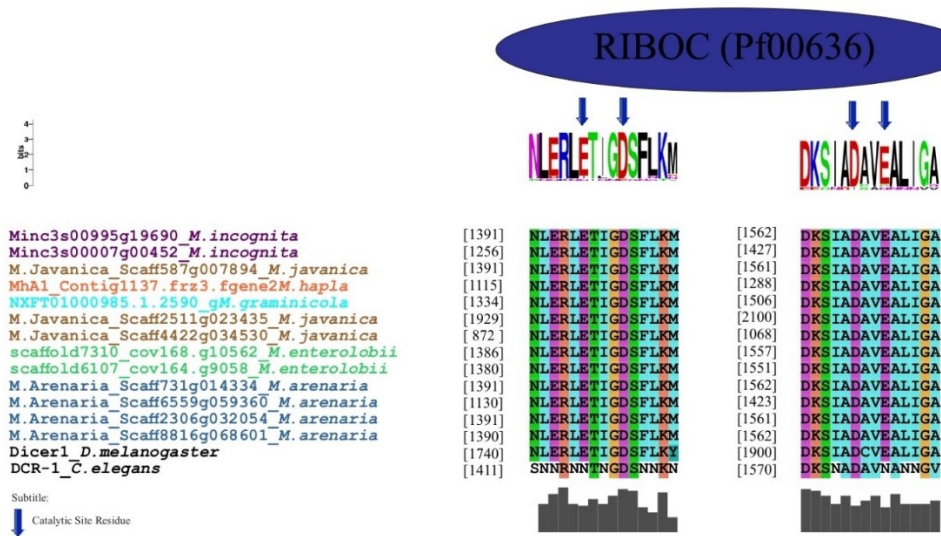 RIBOC (Pf00636)
4
3
2
1
0
bits
NLERLETIGDSFLKM
DKSIADAVEALIGA
Minc3s00995g19690_M.incognita [1391] NLERLETIGDSFLKM [1562] DKSIADAVEALIGA
Minc3s00007g00452_M.incognita [1256] NLERLETIGDSFLKM [1427] DKSIADAVEALIGA
M.Javanica_Scaff587g007894_M.javanica [1391] NLERLETIGDSFLKM [1561] DKSIADAVEALIGA
MhA1_Contig1137.frz3.fgene2M.hapla [1115] NLERLETIGDSFLKM [1288] DKSIADAVEALIGA
NXFT01000985.1.2590_gM.graminicola [1334] NLERLETIGDSFLKM [1506] DKSIADAVEALIGA
M.Javanica_Scaff2511g023435_M.javanica [1929] NLERLETIGDSFLKM [2100] DKSIADAVEALIGA
M.Javanica_Scaff4422g034530_M.javanica [872] NLERLETIGDSFLKM [1068] DKSIADAVEALIGA
scaffold7310_cov168.g10562_M.enterolobii [1386] NLERLETIGDSFLKM [1557] DKSIADAVEALIGA
scaffold6107_cov164.g9058_M.enterolobii [1380] NLERLETIGDSFLKM [1551] DKSIADAVEALIGA
M.Arenaria_Scaff731g014334_M.arenaria [1391] NLERLETIGDSFLKM [1562] DKSIADAVEALIGA
M.Arenaria_Scaff6559g059360_M.arenaria [1130] NLERLETIGDSFLKM [1423] DKSIADAVEALIGA
M.Arenaria_Scaff2306g032054_M.arenaria [1391] NLERLETIGDSFLKM [1561] DKSIADAVEALIGA
M.Arenaria_Scaff8816g068601_M.arenaria [1390] NLERLETIGDSFLKM [1562] DKSIADAVEALIGA
Dicer1_D.melanogaster [1740] NLERLETIGDSFLKY [1900] DKSIADCVEALIGA
DCR-1_C.elegans [1411] SNNRNNTNGDSNNKN [1570] DKSNADAVNANNGV
Subtitle:
Catalytic Site Residue